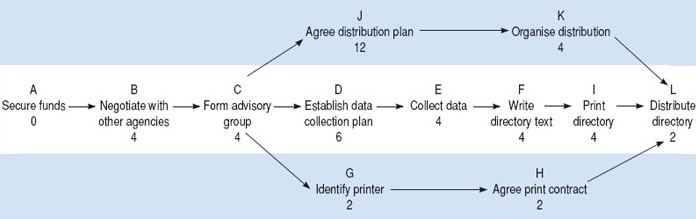 J
Agree distribution plan
12
K
Organise distribution
4
A
Secure funds
0
B
Negotiate with
other agencies
4
C
Form advisory
group
4
D
Establish data
collection plan
6
E
Collect data
4
F
Write
directory text
4
I
Print
directory
4
L
Distribute
directory
2
G
Identify printer
2
H
Agree print contract
2